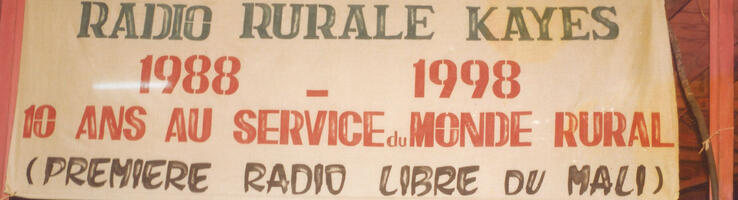 RADIO RURALE KAYES
1988 - 1998
10 ANS AU SERVICE du MONDE RURAL
(PREMIERE RADIO LIBRE DU MALI)